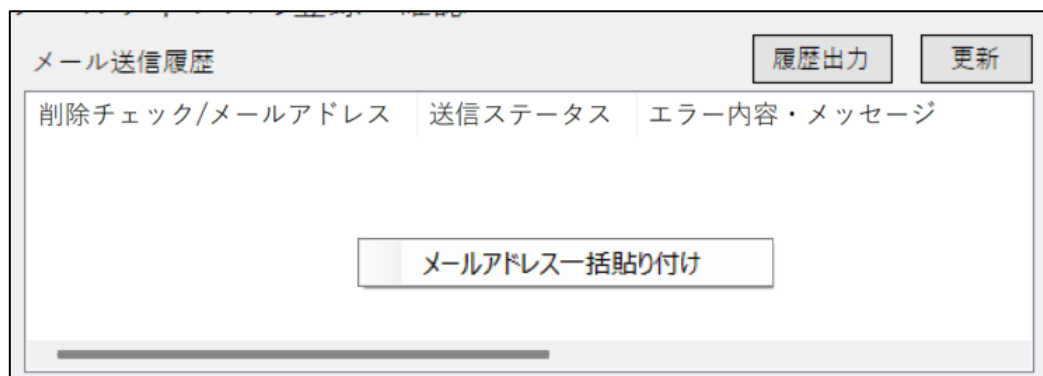 メール送信履歴
履歴出力
更新
削除チェック/メールアドレス
送信ステータス
エラー内容・メッセージ
メールアドレス一括貼り付け